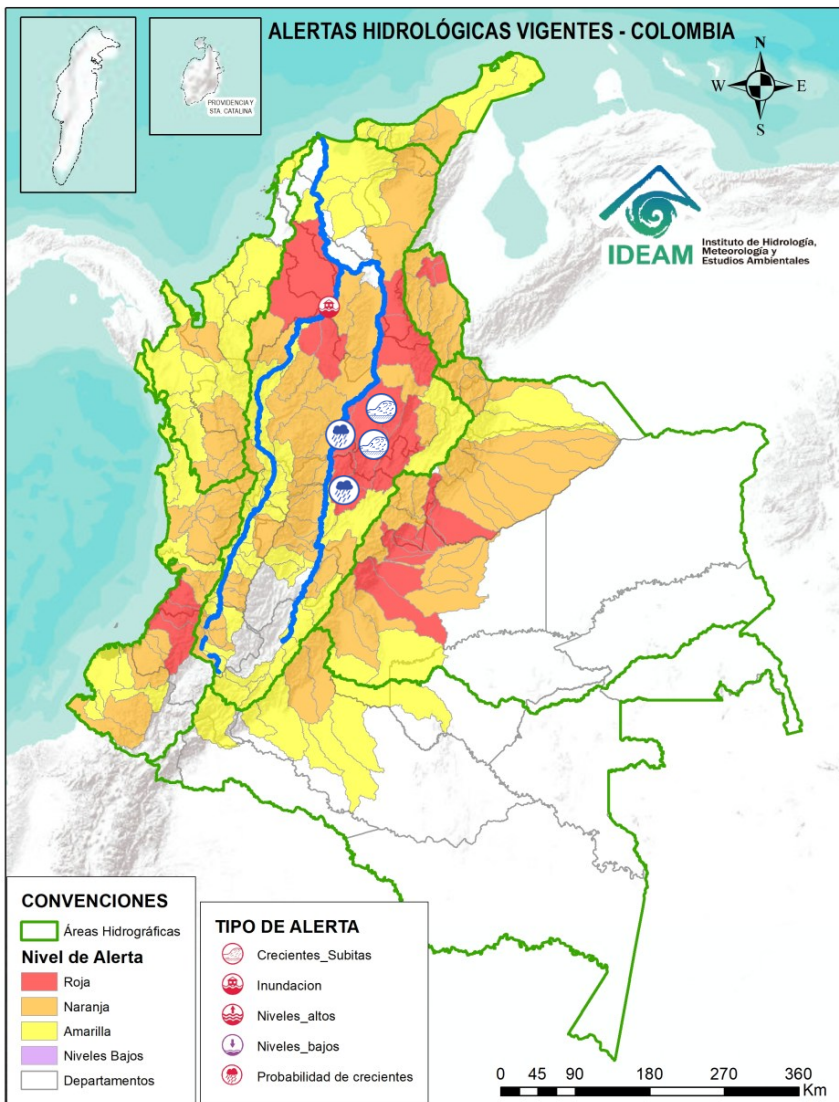 ALERTAS HIDROLÓGICAS VIGENTES - COLOMBIA
PROVIDENCIA Y
STA. CATALINA
N
W
E
S
IDEAM
Instituto de Hidrología,
Meteorología y
Estudios Ambientales
CONVENCIONES
Áreas Hidrográficas
Nivel de Alerta
Roja
Naranja
Amarilla
Niveles Bajos
Departamentos
TIPO DE ALERTA
Crecientes_Subitas
Inundacion
Niveles_altos
Niveles_bajos
Probabilidad de crecientes
0 45 90 180 270 360
Km